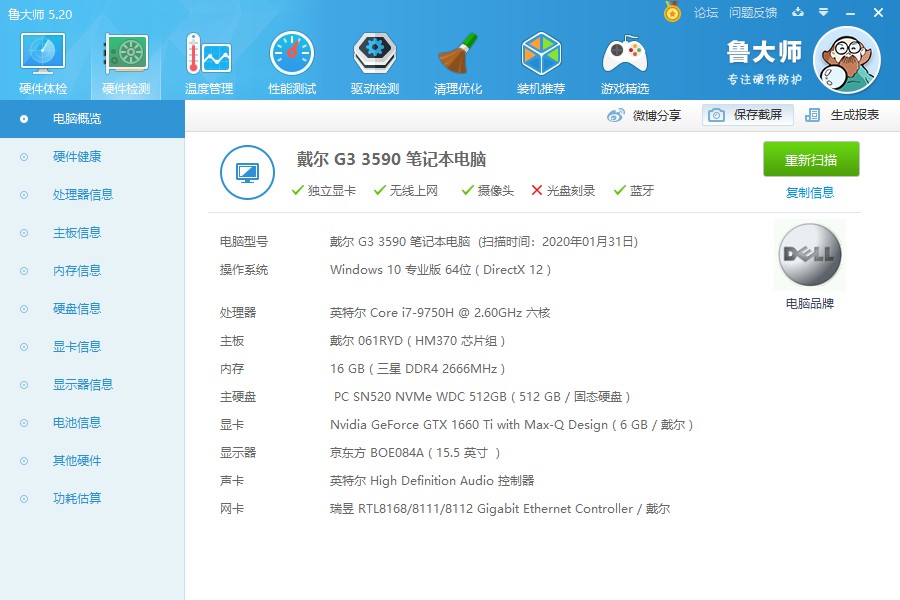 鲁大师 5.20
论坛 问题反馈
硬件体检 硬件检测 温度管理 性能测试 驱动检测 清理优化 装机推荐 游戏精选
鲁大师
专注硬件防护
微博分享 保存截屏 生成报表
电脑概览
硬件健康
处理器信息
主板信息
内存信息
硬盘信息
显卡信息
显示器信息
电池信息
其他硬件
功耗估算
戴尔 G3 3590 笔记本电脑
独立显卡 无线上网 摄像头 光盘刻录 蓝牙
重新扫描
复制信息
电脑型号 戴尔 G3 3590 笔记本电脑 (扫描时间：2020年01月31日)
操作系统 Windows 10 专业版 64位 ( DirectX 12 )
DELL
电脑品牌
处理器 英特尔 Core i7-9750H @ 2.60GHz 六核
主板 戴尔 061RYD ( HM370 芯片组 )
内存 16 GB ( 三星 DDR4 2666MHz )
主硬盘 PC SN520 NVMe WDC 512GB ( 512 GB / 固态硬盘 )
显卡 Nvidia GeForce GTX 1660 Ti with Max-Q Design ( 6 GB / 戴尔 )
显示器 京东方 BOE084A ( 15.5 英寸 )
声卡 英特尔 High Definition Audio 控制器
网卡 瑞昱 RTL8168/8111/8112 Gigabit Ethernet Controller / 戴尔